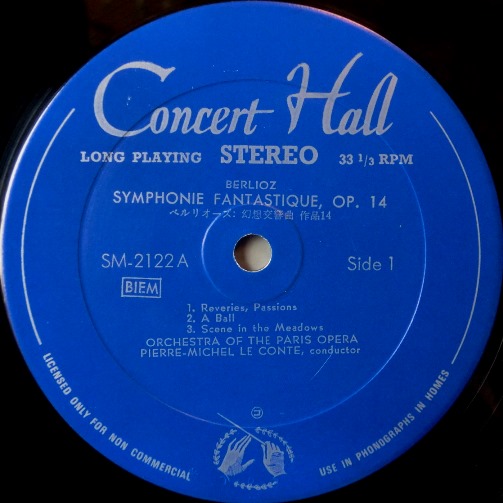 Concert Hall
LONG PLAYING STEREO 33 1/3 RPM
BERLIOZ
SYMPHONIE FANTASTIQUE, OP. 14
ベルリオーズ: 幻想交響曲 作品14
SM-2122A Side 1
BIEM
1. Reveries, Passions
2. A Ball
3. Scene in the Meadows
ORCHESTRA OF THE PARIS OPERA
PIERRE-MICHEL LE CONTE, conductor
LICENSED ONLY FOR NON COMMERCIAL
USE IN PHONOGRAPHS IN HOMES